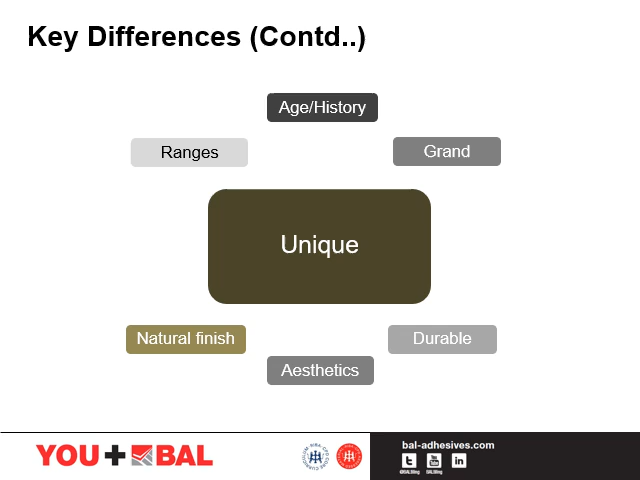 Key Differences (Contd..)
Age/History
Ranges
Grand
Unique
Natural finish
Durable
Aesthetics
YOU+BAL
bal-adhesives.com